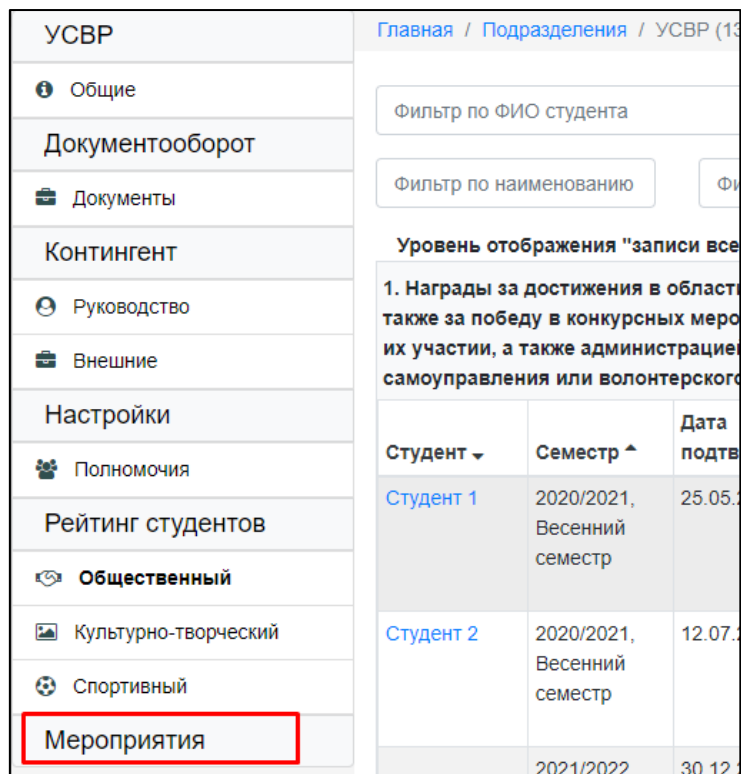 УСВР
Общие
Документооборот
Документы
Контингент
Руководство
Внешние
Настройки
Полномочия
Рейтинг студентов
Общественный
Культурно-творческий
Спортивный
Мероприятия
Главная / Подразделения / УСВР (13
Фильтр по ФИО студента
Фильтр по наименованию
Уровень отображения "записи все
1. Награды за достижения в област
также за победу в конкурсных меро
их участии, а также администрацие
самоуправления или волонтерского
Студент Семестр Дата
подтв
Студент 1 2020/2021, 25.05.
Весенний
семестр
Студент 2 2020/2021, 12.07.
Весенний
семестр
2021/2022 30.12.